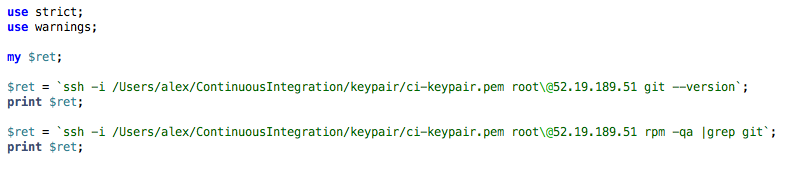 use strict;
use warnings;
my $ret;
$ret = `ssh -i /Users/alex/ContinuousIntegration/keypair/ci-keypair.pem root\@52.19.189.51 git --version`;
print $ret;
$ret = `ssh -i /Users/alex/ContinuousIntegration/keypair/ci-keypair.pem root\@52.19.189.51 rpm -qa |grep git`;
print $ret;